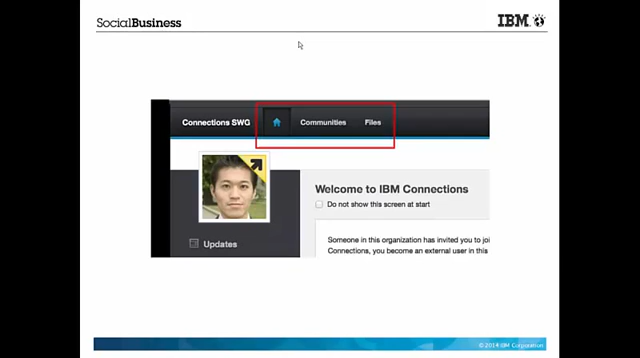 SocialBusiness
IBM
Connections SWG
Communities
Files
Welcome to IBM Connections
Do not show this screen at start
Updates
Someone in this organization has invited you to joi
Connections, you become an external user in this
© 2014 IBM Corporation